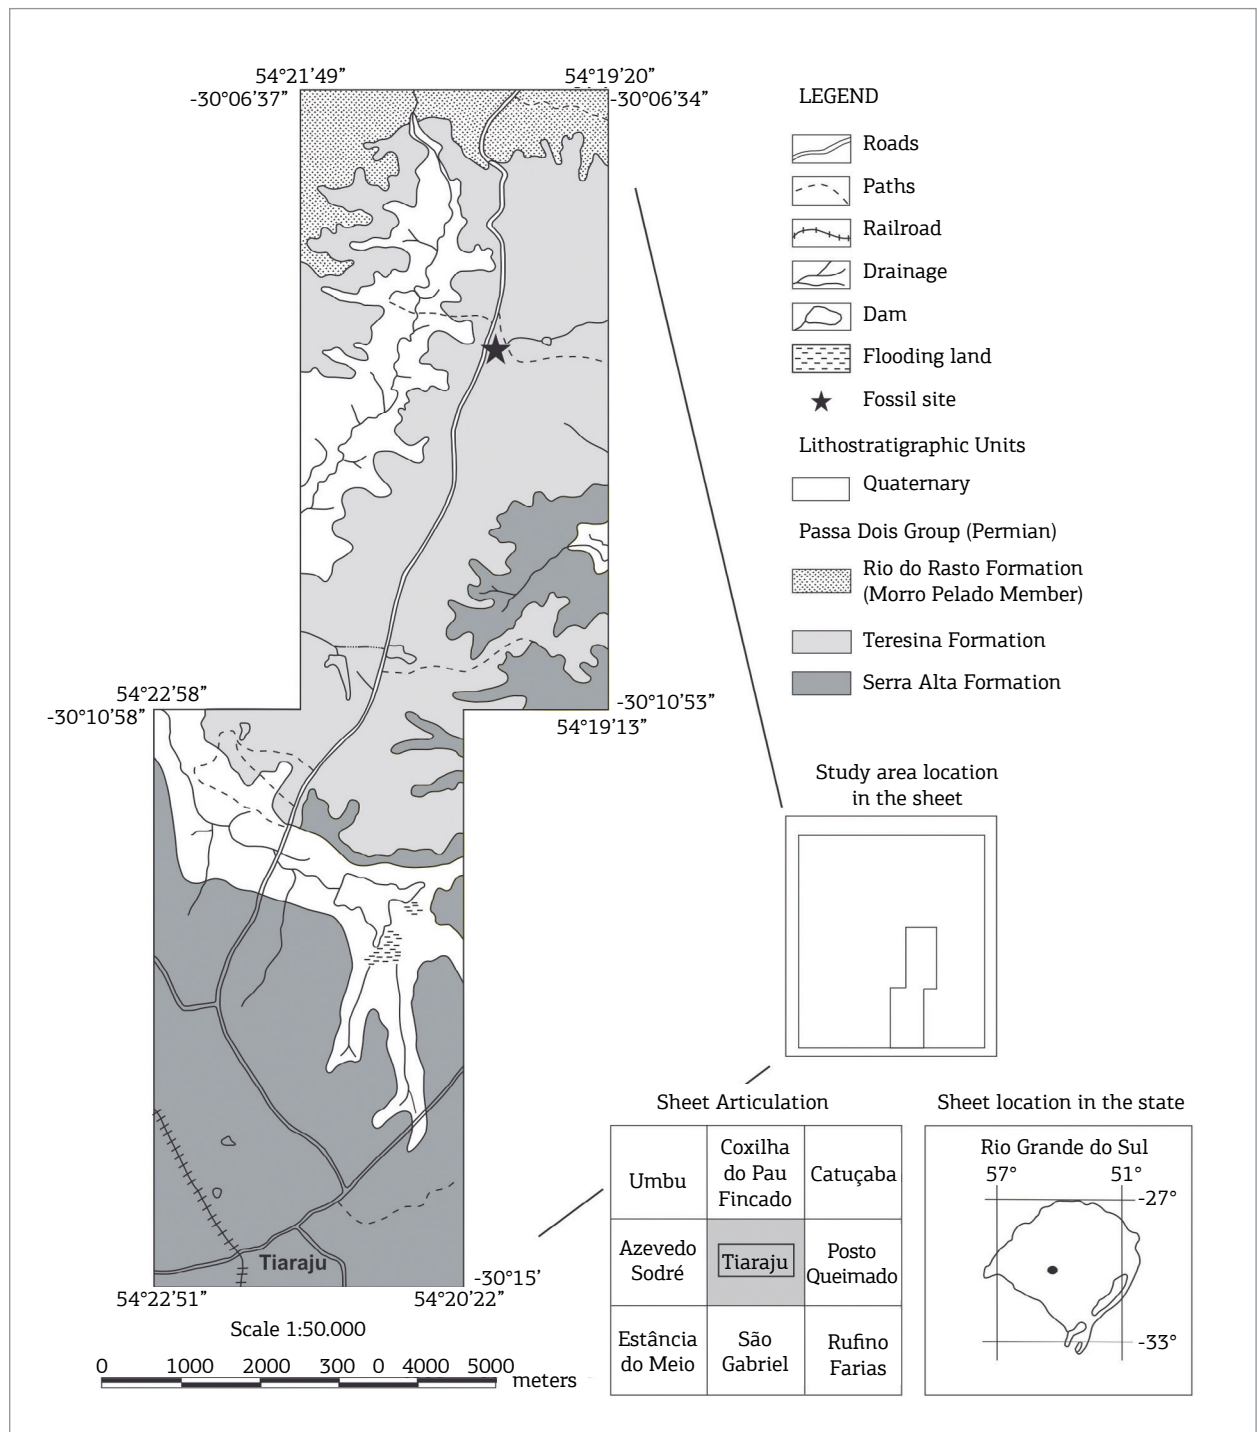 54°21’49”
54°19’20”
-30°06’37”
-30°06’34”
LEGEND
Roads
Paths
Railroad
Drainage
Dam
Flooding land
Fossil site
Lithostratigraphic Units
Quaternary
Passa Dois Group (Permian)
Rio do Rasto Formation
(Morro Pelado Member)
Teresina Formation
Serra Alta Formation
54°22’58”
-30°10’58”
-30°10’53”
54°19’13”
Study area location
in the sheet
Tiaraju
-30°15’
54°22’51”
54°20’22”
Scale 1:50.000
0 1000 2000 300 0 4000 5000
meters
Sheet Articulation
Umbu
Coxilha
do Pau
Fincado
Catuçaba
Azevedo
Sodré
Tiaraju
Posto
Queimado
Estância
do Meio
São
Gabriel
Rufino
Farias
Sheet location in the state
Rio Grande do Sul
57°
51°
-27°
-33°